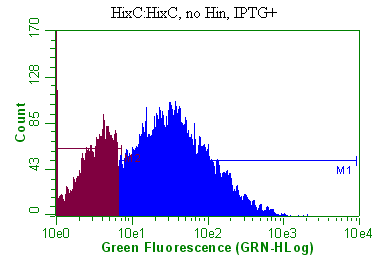 HixC:HixC, no Hin, IPTG+
170
128
85
43
0
Count
M1
10e0 10e1 10e2 10e3 10e4
Green Fluorescence (GRN-HLog)